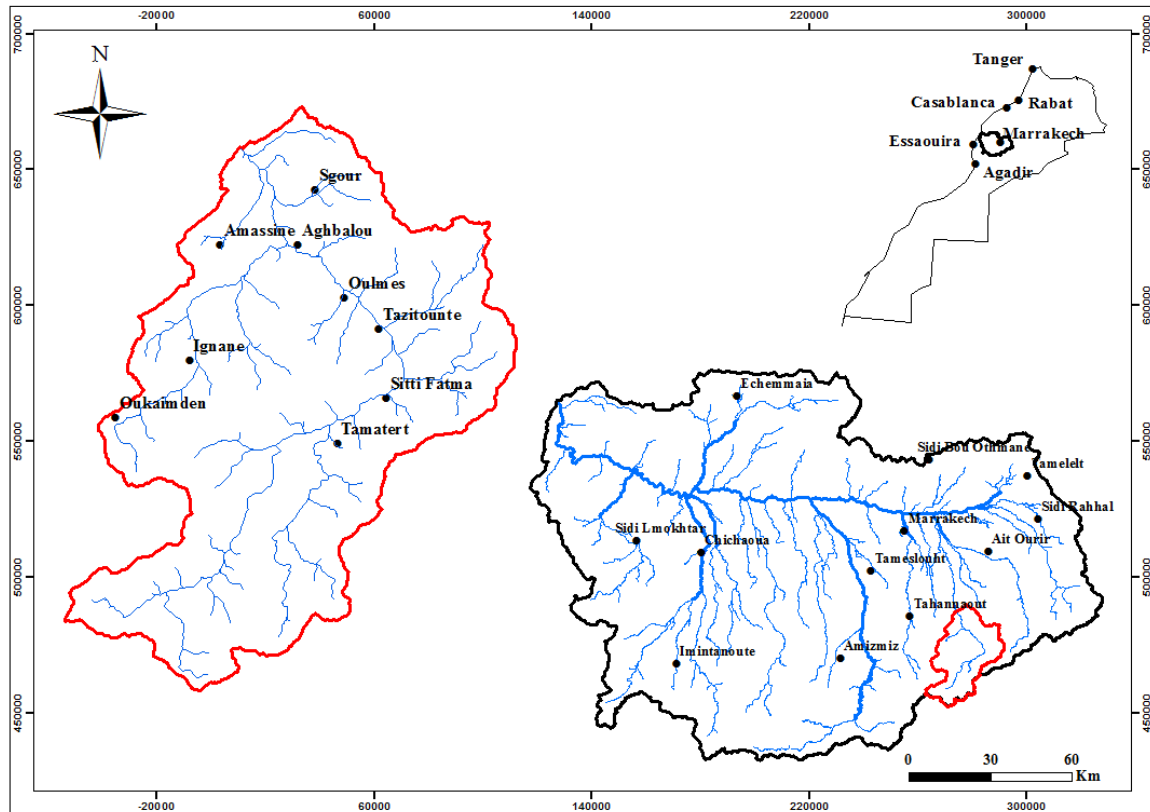 -20000 60000 140000 220000 300000
700000 700000
N
Tanger
Casablanca Rabat
Essaouira Marrakech
Agadir
650000 650000
Sgour
Amassine Aghbalou
Oulmes
600000 600000
Tazitounte
Ignane
Sitti Fatma
Oukaimden
Tamatert
550000 550000
Echemmaia
Sidi Bou Othmane
amelelt
Sidi Rahhal
Marrakech
Sidi Lmokhtar
Chichaoua
Ait Ourir
Tameslouht
500000 500000
Tahannaout
Imintanoute
Amizmiz
450000 450000
0 30 60
Km
-20000 60000 140000 220000 300000